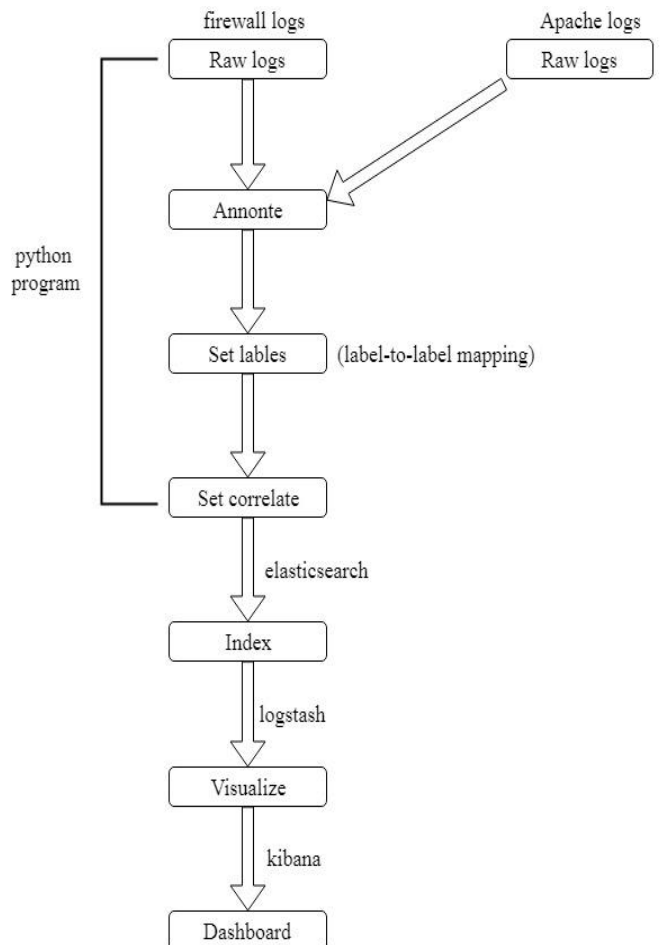 firewall logs
Apache logs
Raw logs
Raw logs
Annonte
python
program
Set lables
(label-to-label mapping)
Set correlate
elasticsearch
Index
logstash
Visualize
kibana
Dashboard